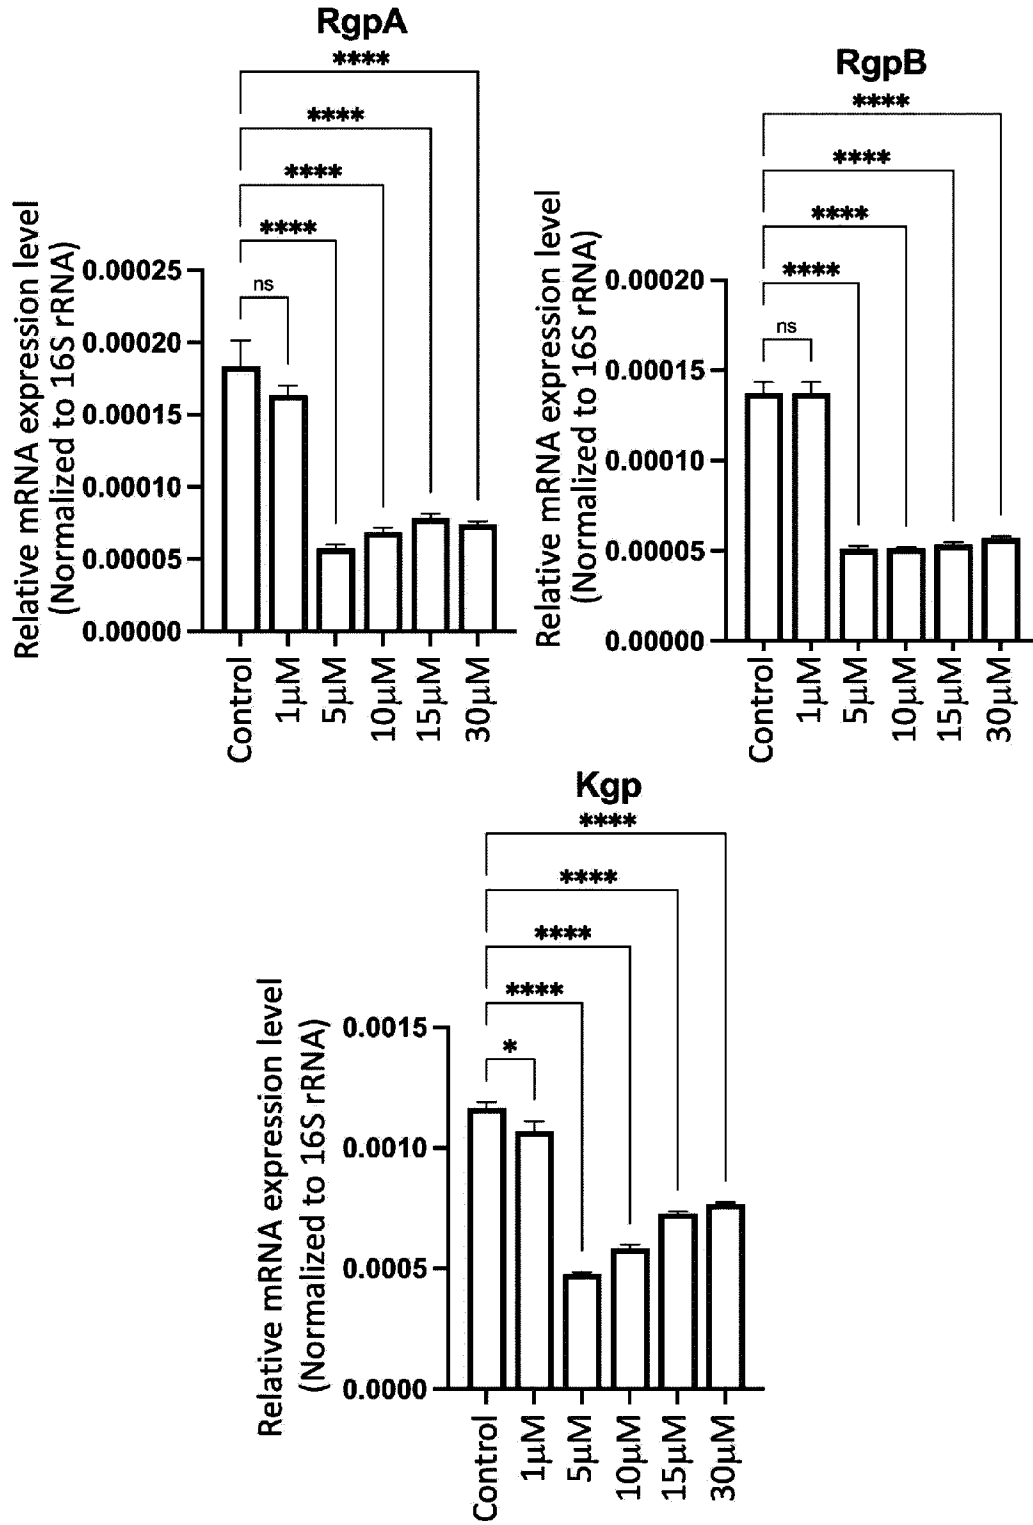 RgpA
****
****
****
****
ns
Relative mRNA expression level
(Normalized to 16S rRNA)
0.00025
0.00020
0.00015
0.00010
0.00005
0.00000
Control
1μM
5μM
10μM
15μM
30μM
RgpB
****
****
****
****
ns
Relative mRNA expression level
(Normalized to 16S rRNA)
0.00020
0.00015
0.00010
0.00005
0.00000
Control
1μM
5μM
10μM
15μM
30μM
Kgp
****
****
****
****
*
Relative mRNA expression level
(Normalized to 16S rRNA)
0.0015
0.0010
0.0005
0.0000
Control
1μM
5μM
10μM
15μM
30μM